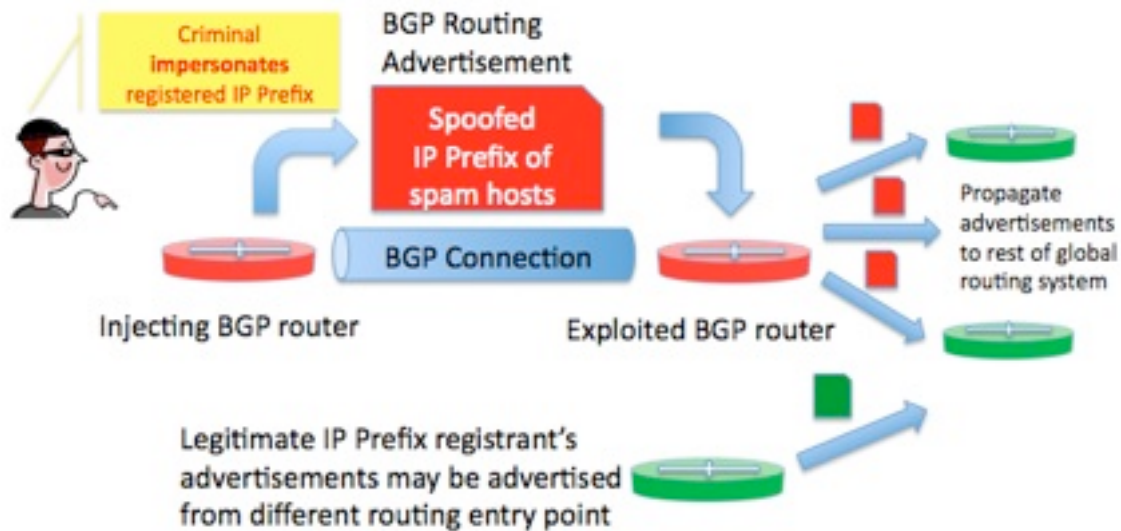 Criminal
impersonates
registered IP Prefix
BGP Routing
Advertisement
Spoofed
IP Prefix of
spam hosts
BGP Connection
Propagate
advertisements
to rest of global
routing system
Injecting BGP router
Exploited BGP router
Legitimate IP Prefix registrant's
advertisements may be advertised
from different routing entry point